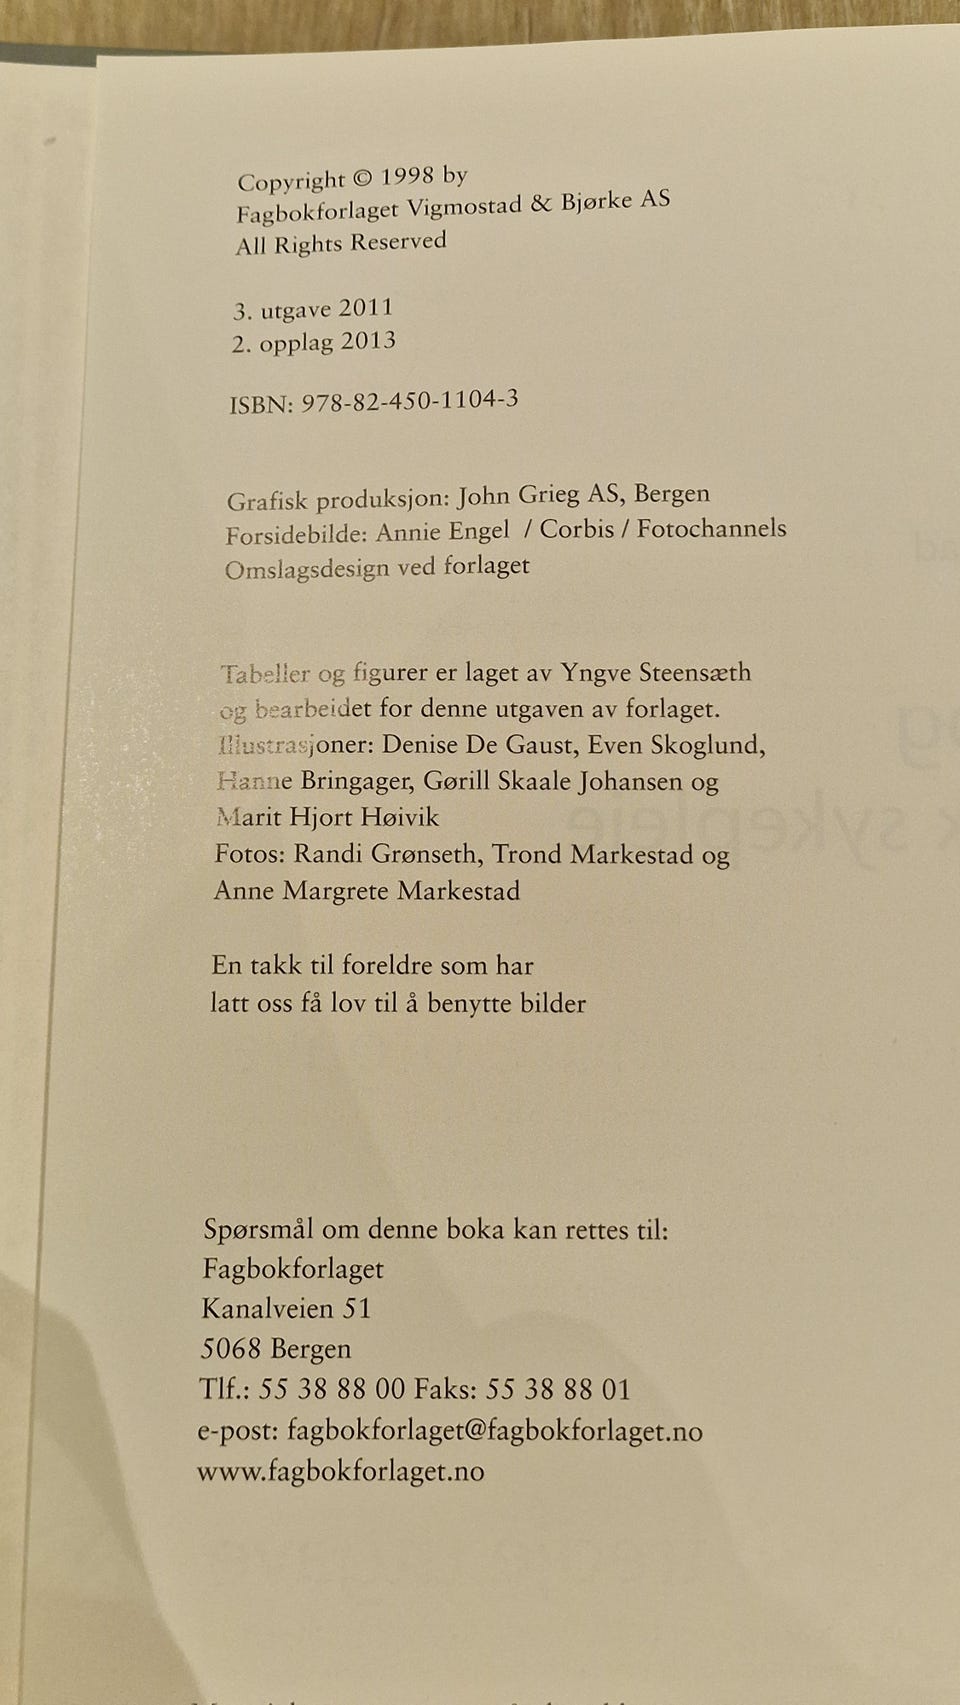 Copyright © 1998 by
Fagbokforlaget Vigmostad & Bjørke AS
All Rights Reserved
3. utgave 2011
2. opplag 2013
ISBN: 978-82-450-1104-3
Grafisk produksjon: John Grieg AS, Bergen
Forsidebilde: Annie Engel / Corbis / Fotochannels
Omslagsdesign ved forlaget
Tabeller og figurer er laget av Yngve Steensæth
og bearbeidet for denne utgaven av forlaget.
Illustrasjoner: Denise De Gaust, Even Skoglund,
Hanne Bringager, Gørill Skaale Johansen og
Marit Hjort Høivik
Fotos: Randi Grønseth, Trond Markestad og
Anne Margrete Markestad
En takk til foreldre som har
latt oss få lov til å benytte bilder
Spørsmål om denne boka kan rettes til:
Fagbokforlaget
Kanalveien 51
5068 Bergen
Tlf.: 55 38 88 00 Faks: 55 38 88 01
e-post: fagbokforlaget@fagbokforlaget.no
www.fagbokforlaget.no